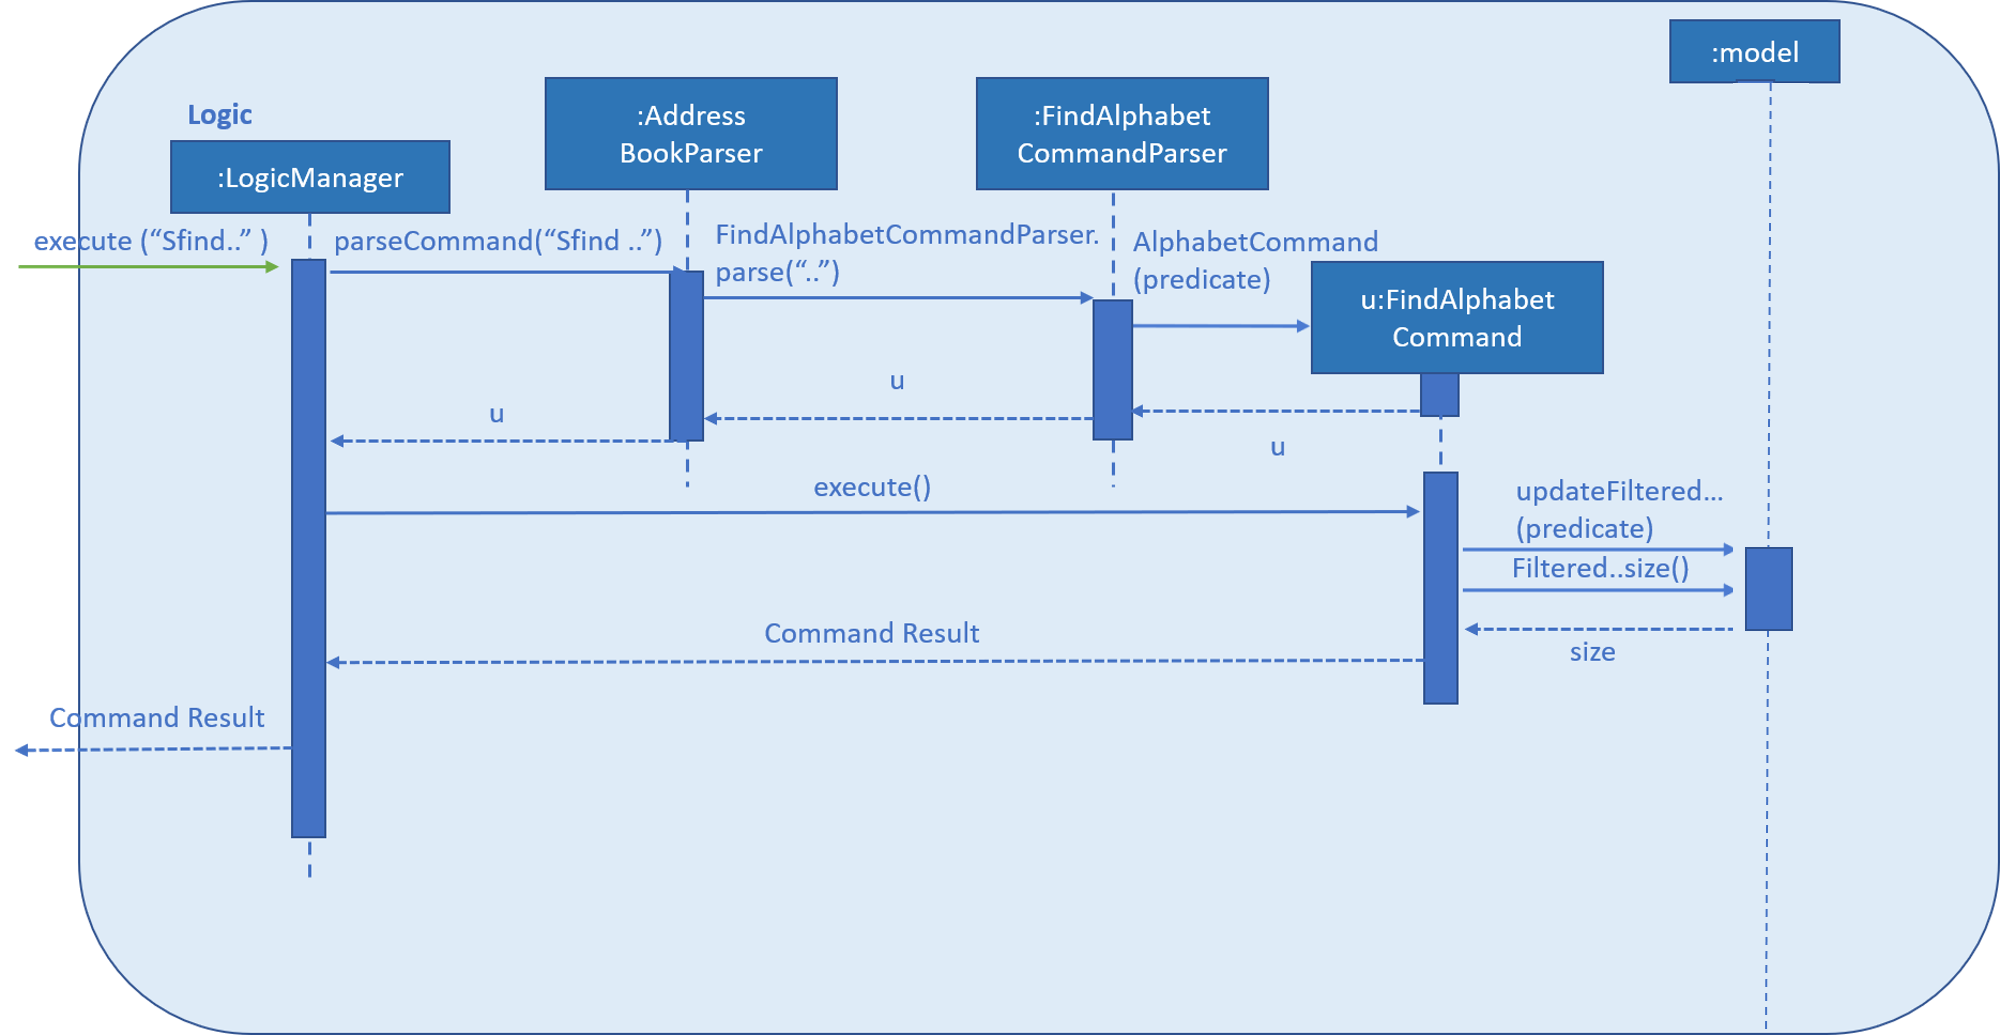 :model
Logic
:LogicManager
:Address
BookParser
:FindAlphabet
CommandParser
execute (“Sfind..” )
parseCommand(“Sfind ..”)
FindAlphabetCommandParser.
parse(“..”)
AlphabetCommand
(predicate)
u:FindAlphabet
Command
u
u
u
execute()
updateFiltered...
(predicate)
Filtered..size()
size
Command Result
Command Result